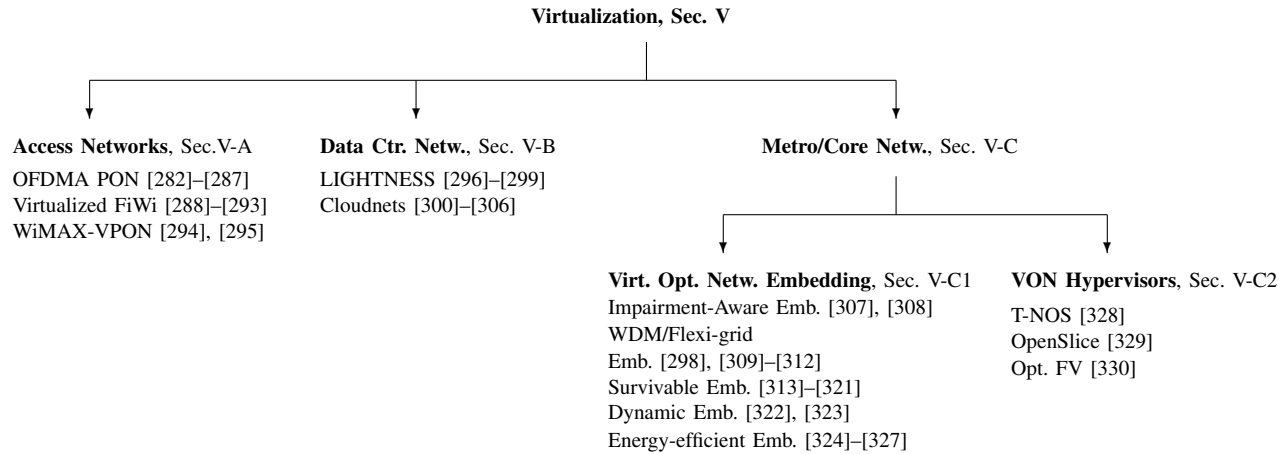 Virtualization, Sec. V
Access Networks, Sec.V-A
OFDMA PON [282]–[287]
Virtualized FiWi [288]–[293]
WiMAX-VPON [294], [295]
Data Ctr. Netw., Sec. V-B
LIGHTNESS [296]–[299]
Cloudnets [300]–[306]
Metro/Core Netw., Sec. V-C
Virt. Opt. Netw. Embedding, Sec. V-C1
Impairment-Aware Emb. [307], [308]
WDM/Flexi-grid
Emb. [298], [309]–[312]
Survivable Emb. [313]–[321]
Dynamic Emb. [322], [323]
Energy-efficient Emb. [324]–[327]
VON Hypervisors, Sec. V-C2
T-NOS [328]
OpenSlice [329]
Opt. FV [330]